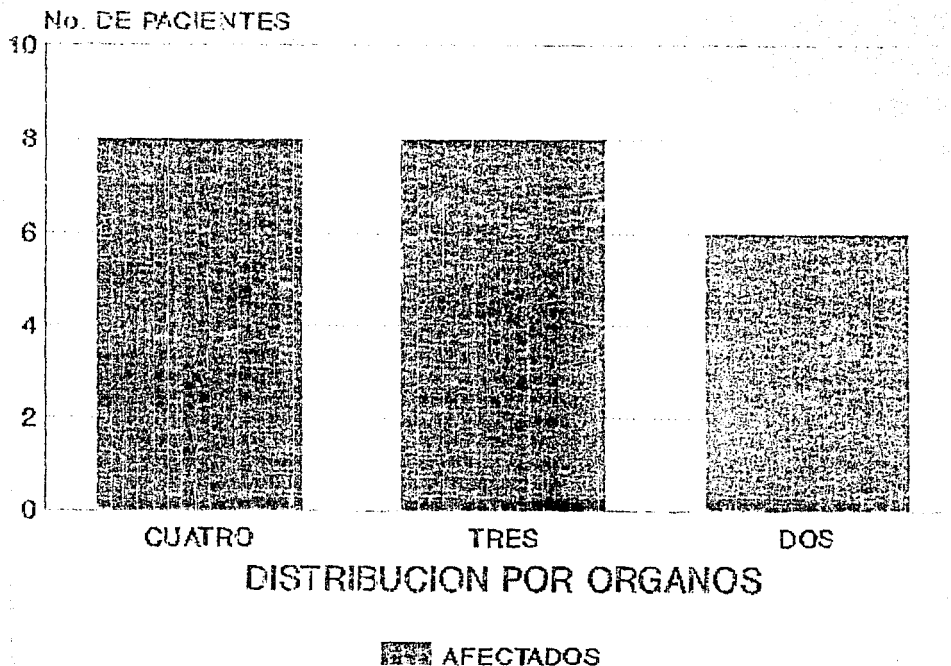 No. DE PACIENTES
10
8
6
4
2
0
CUATRO TRES DOS
DISTRIBUCION POR ORGANOS
AFECTADOS